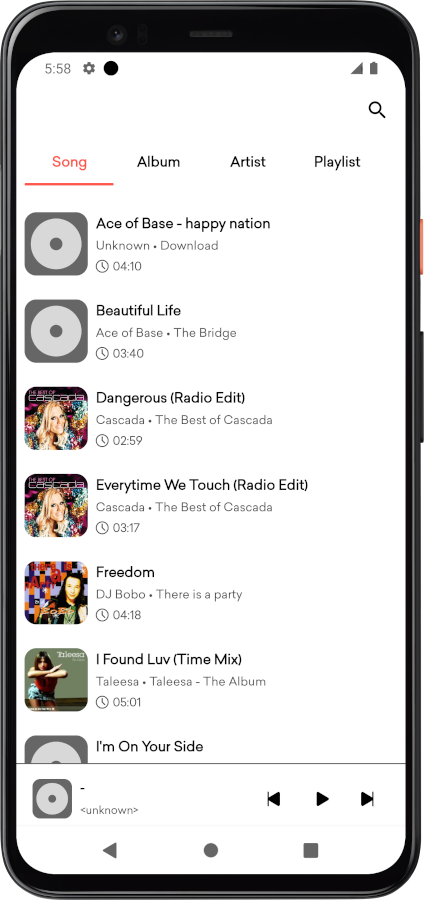 5:58
Song Album Artist Playlist
Ace of Base - happy nation
Unknown • Download
04:10
Beautiful Life
Ace of Base • The Bridge
03:40
THE BEST OF
cascada
Dangerous (Radio Edit)
Cascada • The Best of Cascada
02:59
THE BEST OF
cascada
Everytime We Touch (Radio Edit)
Cascada • The Best of Cascada
03:17
Freedom
DJ Bobo • There is a party
04:18
Taleesa
I Found Luv (Time Mix)
Taleesa • Taleesa - The Album
05:01
I'm On Your Side
-
<unknown>